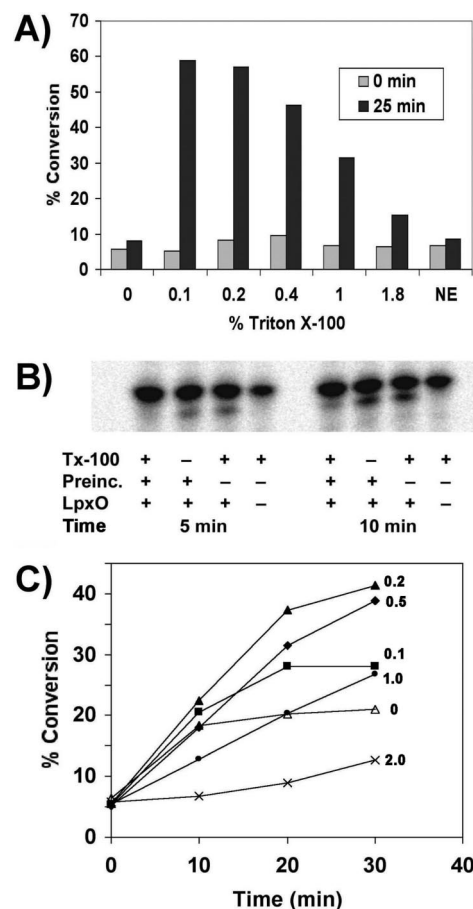 A)
70
60
50
40
30
20
10
0
% Conversion
0 min
25 min
0 0.1 0.2 0.4 1 1.8 NE
% Triton X-100
B)
Tx-100 + – + + + – + +
Preinc. + + – – + + – –
LpxO + + + – + + + –
Time 5 min 10 min
C)
40
30
20
10
0
% Conversion
0.2
0.5
0.1
1.0
0
2.0
0 10 20 30 40
Time (min)